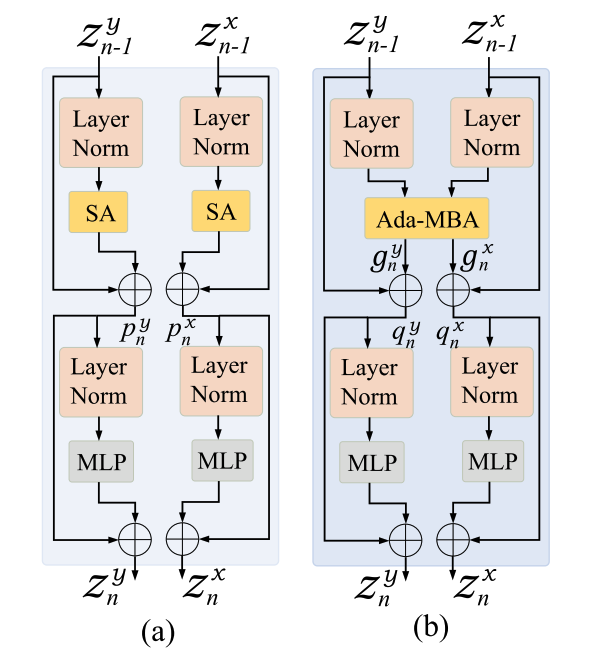 z_{n-1}^y z_{n-1}^x z_{n-1}^y z_{n-1}^x
Layer Norm Layer Norm Layer Norm Layer Norm
SA SA Ada-MBA
g_n^y g_n^x
p_n^y p_n^x q_n^y q_n^x
Layer Norm Layer Norm Layer Norm Layer Norm
MLP MLP MLP MLP
z_n^y z_n^x z_n^y z_n^x
(a) (b)